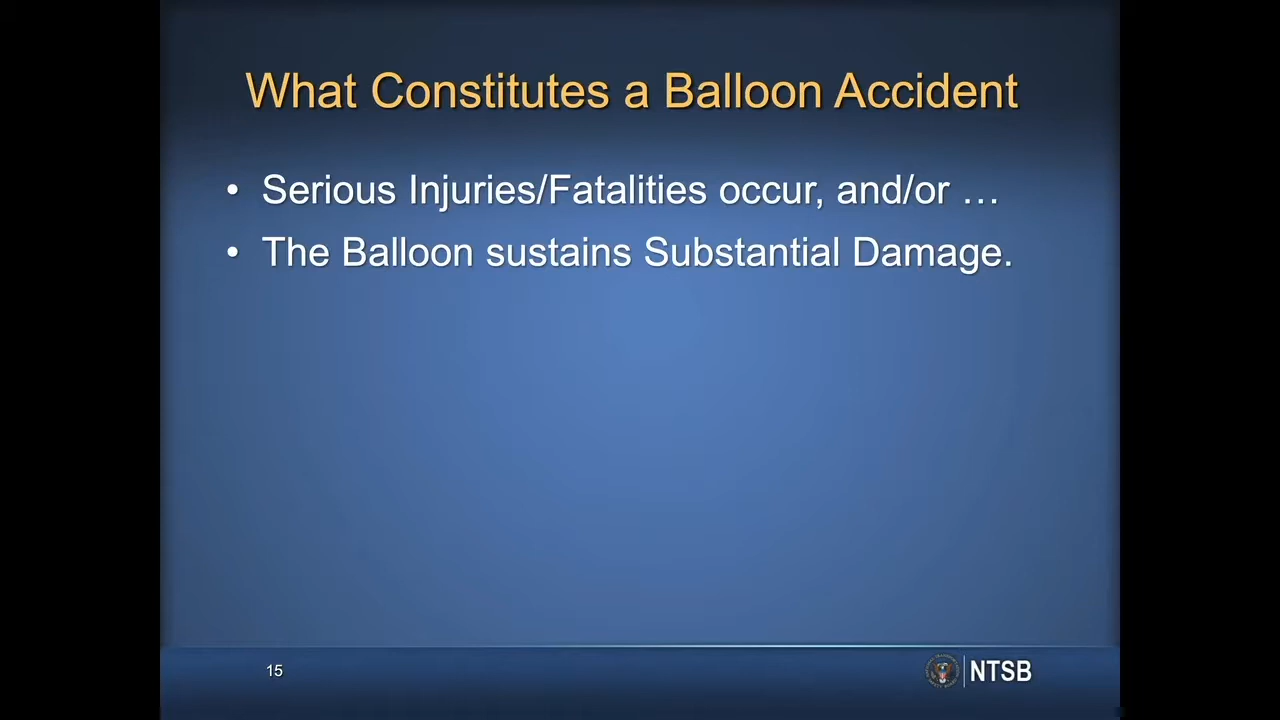 What Constitutes a Balloon Accident
• Serious Injuries/Fatalities occur, and/or …
• The Balloon sustains Substantial Damage.
15
NTSB